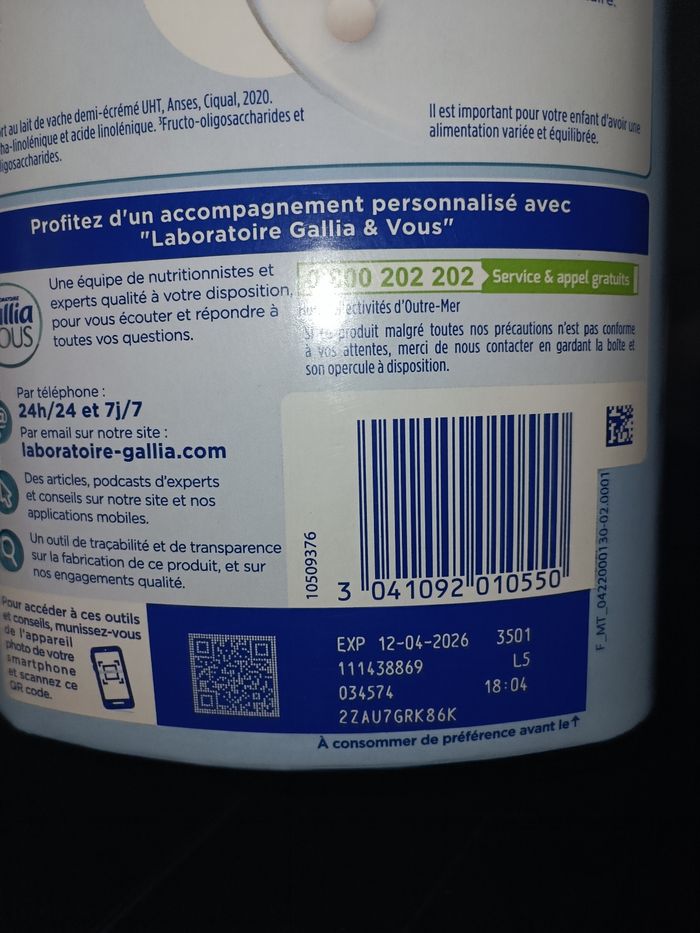 rt au lait de vache demi-écrémé UHT, Anses, Ciqual, 2020.
ha-linolénique et acide linolénique. ³Fructo-oligosaccharides et
ligosaccharides.
Il est important pour votre enfant d'avoir une
alimentation variée et équilibrée.
Profitez d'un accompagnement personnalisé avec
"Laboratoire Gallia & Vous"
Une équipe de nutritionnistes et
experts qualité à votre disposition,
pour vous écouter et répondre à
toutes vos questions.
0 800 202 202 Service & appel gratuits
d'Outre-Mer
Si ce produit malgré toutes nos précautions n'est pas conforme
à vos attentes, merci de nous contacter en gardant la boîte et
son opercule à disposition.
Par téléphone :
24h/24 et 7j/7
Par email sur notre site :
laboratoire-gallia.com
Des articles, podcasts d'experts
et conseils sur notre site et nos
applications mobiles.
Un outil de traçabilité et de transparence
sur la fabrication de ce produit, et sur
nos engagements qualité.
10509376
3 041092 010550
F_MT_0422000130-02.0001
Pour accéder à ces outils
et conseils, munissez-vous
de l'appareil
photo de votre
smartphone
et scannez ce
QR code.
EXP 12-04-2026 3501
111438869 L5
034574 18:04
2ZAU7GRK86K
À consommer de préférence avant le↑